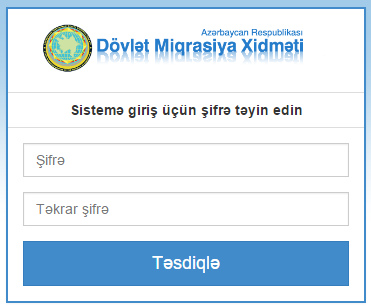 Azərbaycan Respublikası
Dövlət Miqrasiya Xidməti
Sistemə giriş üçün şifrə təyin edin
Şifrə
Təkrar şifrə
Təsdiqlə